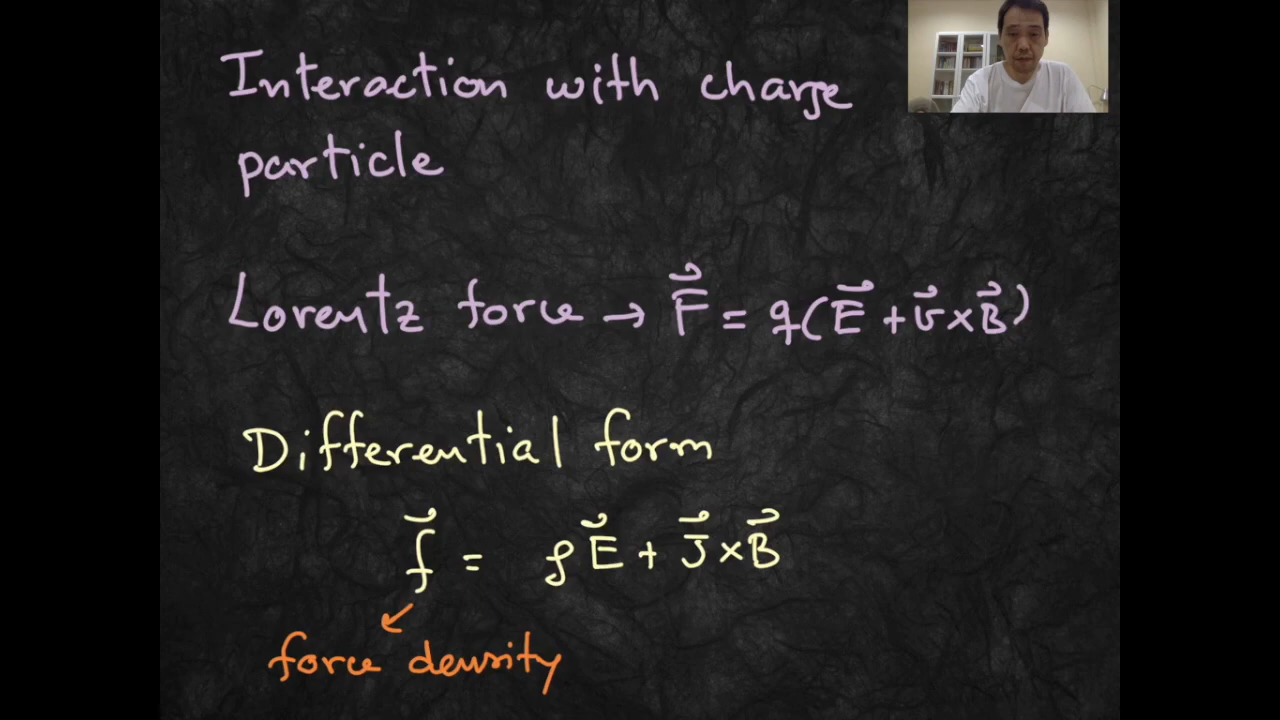 Interaction with charge
particle
Lorentz force → F⃗ = q(E⃗ + v⃗ × B⃗)
Differential form
f⃗ = ρE⃗ + J⃗ × B⃗
force density